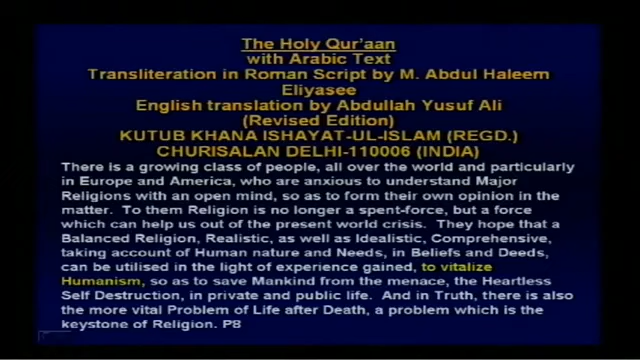 The Holy Qur'aan
with Arabic Text
Transliteration in Roman Script by M. Abdul Haleem
Eliyasee
English translation by Abdullah Yusuf Ali
(Revised Edition)
KUTUB KHANA ISHAYAT-UL-ISLAM (REGD.)
CHURISALAN DELHI-110006 (INDIA)
There is a growing class of people, all over the world and particularly
in Europe and America, who are anxious to understand Major
Religions with an open mind, so as to form their own opinion in the
matter. To them Religion is no longer a spent-force, but a force
which can help us out of the present world crisis. They hope that a
Balanced Religion, Realistic, as well as Idealistic, Comprehensive,
taking account of Human nature and Needs, in Beliefs and Deeds,
can be utilised in the light of experience gained, to vitalize
Humanism, so as to save Mankind from the menace, the Heartless
Self Destruction, in private and public life. And in Truth, there is also
the more vital Problem of Life after Death, a problem which is the
keystone of Religion. P8